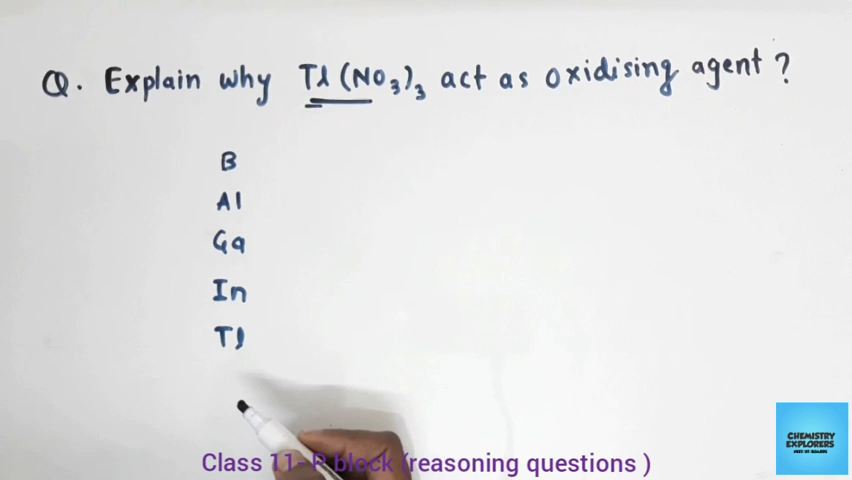 Q. Explain why Tl(NO₃)₃ act as oxidising agent?
B
Al
Ga
In
Tl
CHEMISTRY
EXPLORERS
Class 11- P block (reasoning questions )